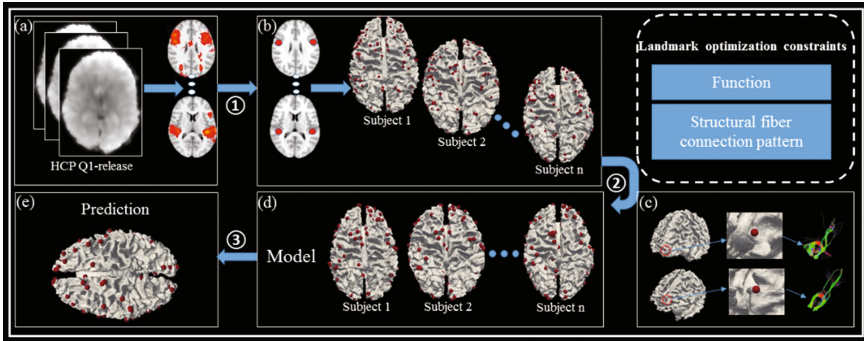 (a)
HCP Q1-release
①
(b)
Subject 1
Subject 2
Subject n
Landmark optimization constraints
Function
Structural fiber
connection pattern
②
(c)
(d)
Model
Subject 1
Subject 2
Subject n
③
(e)
Prediction